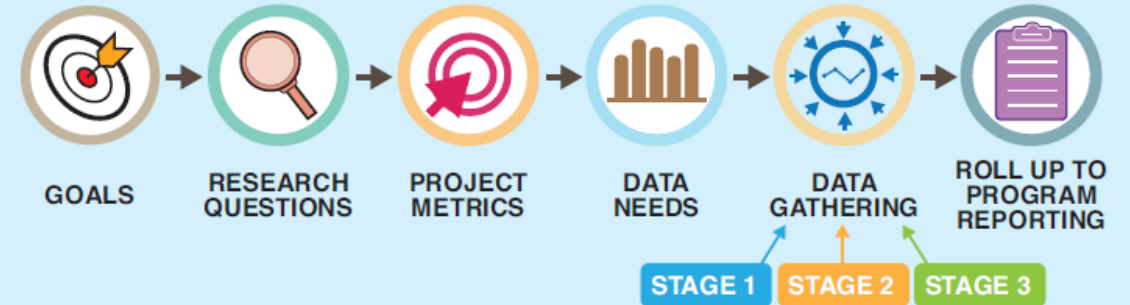 GOALS
RESEARCH
QUESTIONS
PROJECT
METRICS
DATA
NEEDS
DATA
GATHERING
ROLL UP TO
PROGRAM
REPORTING
STAGE 1
STAGE 2
STAGE 3